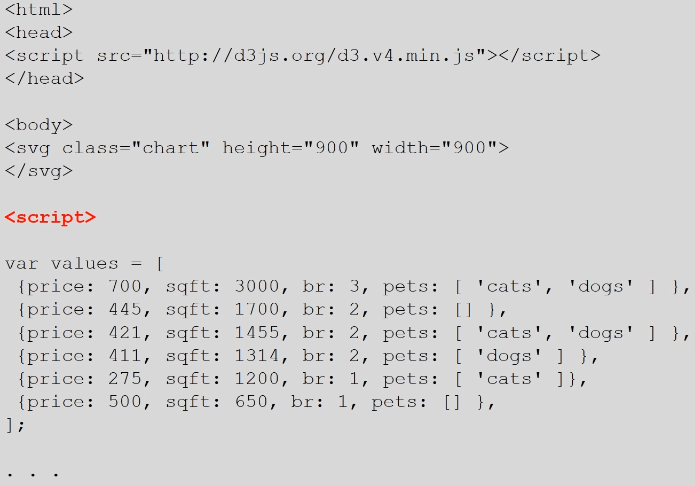 <html>
<head>
<script src="http://d3js.org/d3.v4.min.js"></script>
</head>
<body>
<svg class="chart" height="900" width="900">
</svg>
<script>
var values = [
{price: 700, sqft: 3000, br: 3, pets: [ 'cats', 'dogs' ] },
{price: 445, sqft: 1700, br: 2, pets: [] },
{price: 421, sqft: 1455, br: 2, pets: [ 'cats', 'dogs' ] },
{price: 411, sqft: 1314, br: 2, pets: [ 'dogs' ] },
{price: 275, sqft: 1200, br: 1, pets: [ 'cats' ]},
{price: 500, sqft: 650, br: 1, pets: [] },
];
. . .